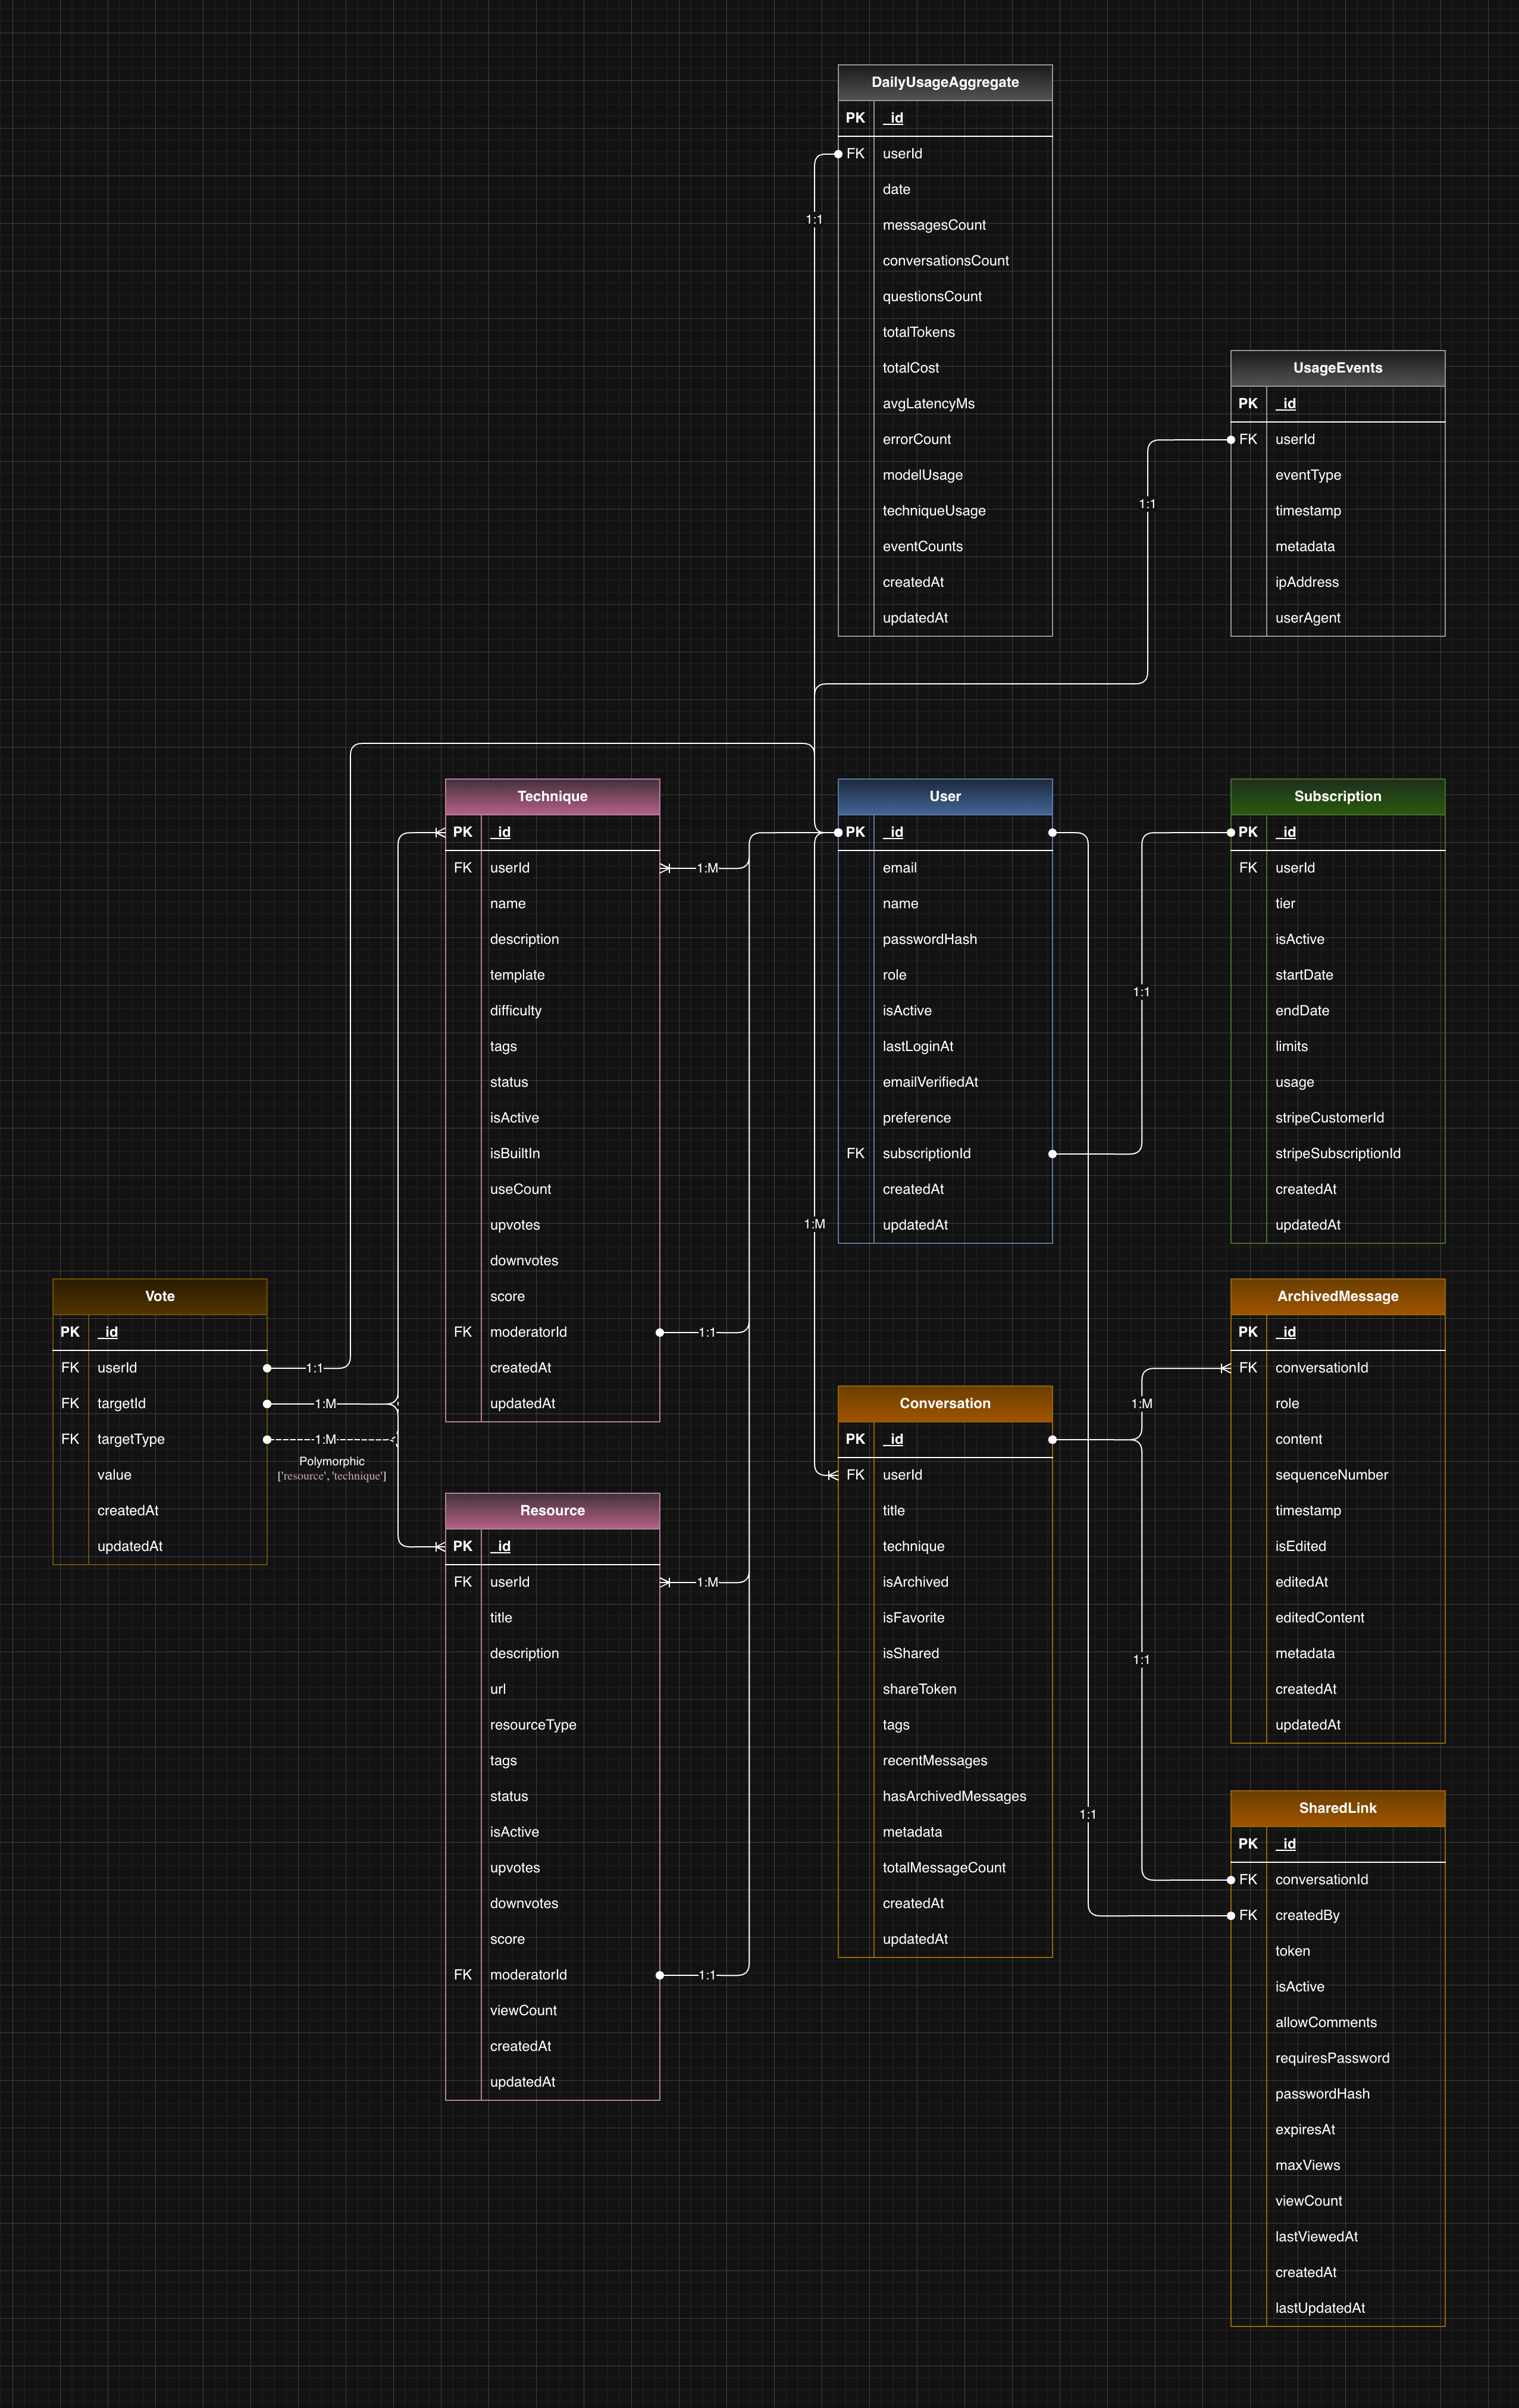 DailyUsageAggregate
PK _id
FK userId
date
1:1
messagesCount
conversationsCount
questionsCount
totalTokens
totalCost
avgLatencyMs
errorCount
modelUsage
techniqueUsage
eventCounts
createdAt
updatedAt
UsageEvents
PK _id
FK userId
eventType
1:1
timestamp
metadata
ipAddress
userAgent
Technique
PK _id
FK userId
1:M
name
description
template
difficulty
tags
status
isActive
isBuiltIn
useCount
upvotes
downvotes
score
FK moderatorId
1:1
createdAt
updatedAt
User
PK _id
email
name
passwordHash
role
isActive
lastLoginAt
emailVerifiedAt
preference
FK subscriptionId
createdAt
updatedAt
1:M
1:1
Subscription
PK _id
FK userId
tier
isActive
startDate
endDate
limits
usage
stripeCustomerId
stripeSubscriptionId
createdAt
updatedAt
Vote
PK _id
FK userId
1:1
FK targetId
1:M
FK targetType
1:M
Polymorphic
['resource', 'technique']
value
createdAt
updatedAt
Resource
PK _id
FK userId
1:M
title
description
url
resourceType
tags
status
isActive
upvotes
downvotes
score
FK moderatorId
1:1
viewCount
createdAt
updatedAt
Conversation
PK _id
FK userId
title
technique
isArchived
isFavorite
isShared
shareToken
tags
recentMessages
hasArchivedMessages
metadata
totalMessageCount
createdAt
updatedAt
1:M
1:1
1:1
ArchivedMessage
PK _id
FK conversationId
role
content
sequenceNumber
timestamp
isEdited
editedAt
editedContent
metadata
createdAt
updatedAt
SharedLink
PK _id
FK conversationId
FK createdBy
token
isActive
allowComments
requiresPassword
passwordHash
expiresAt
maxViews
viewCount
lastViewedAt
createdAt
lastUpdatedAt